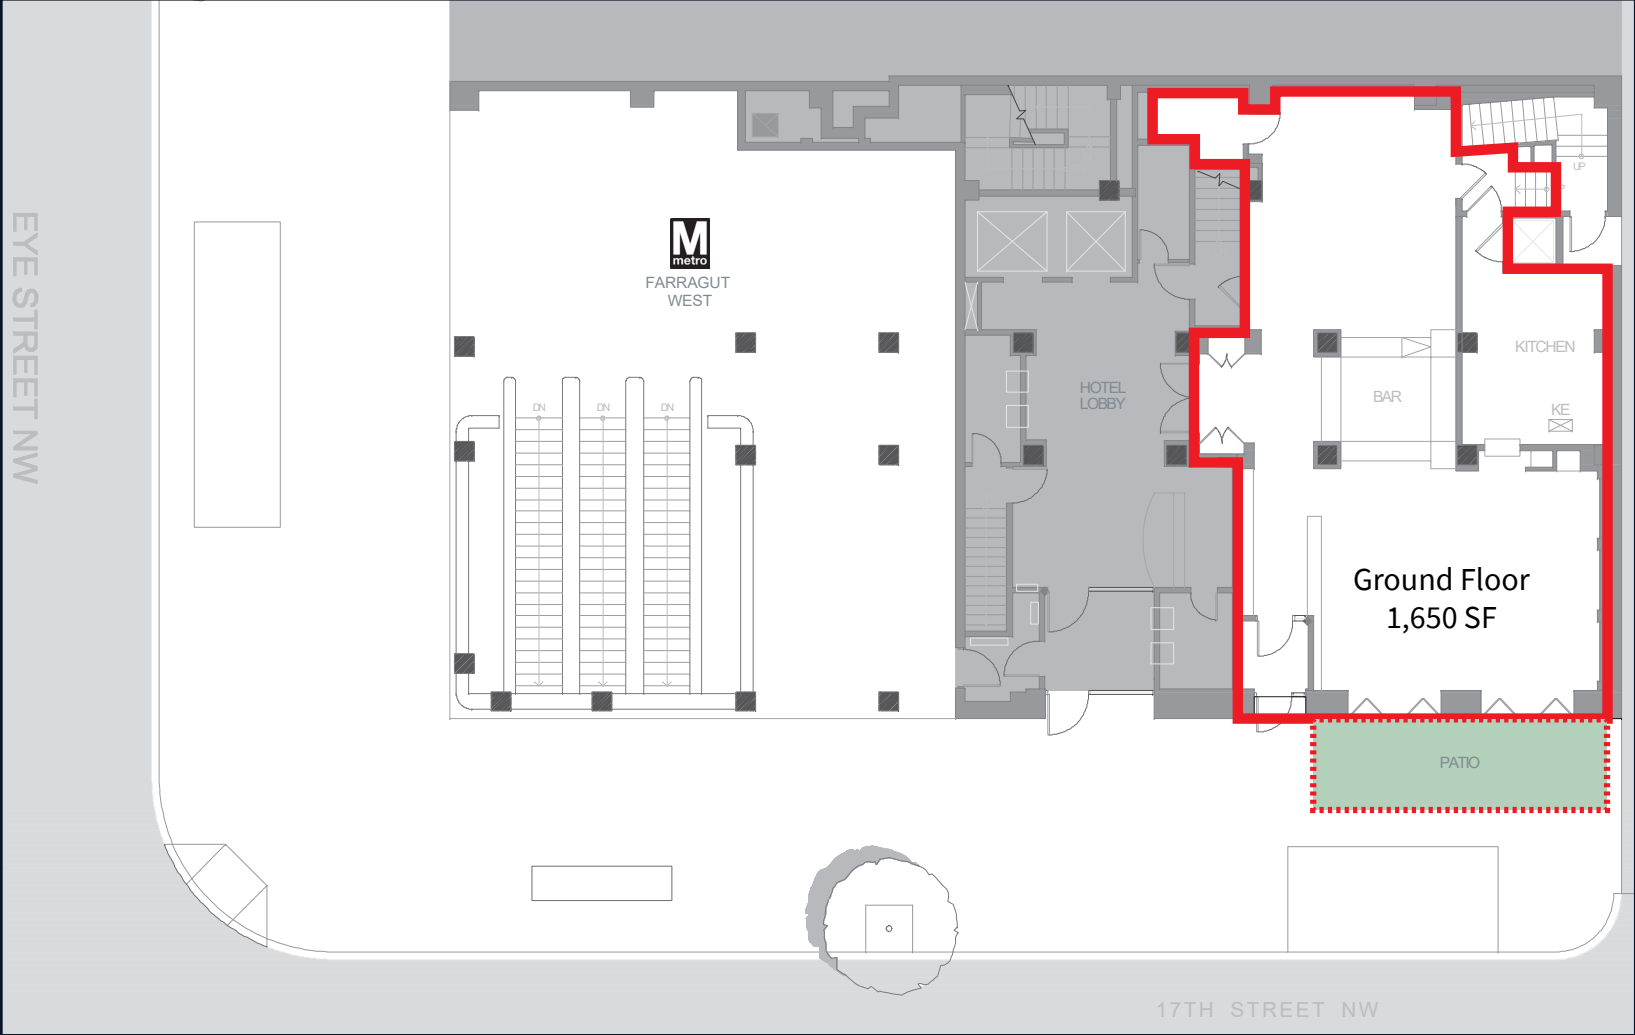 EYE STREET NW
M
metro
FARRAGUT
WEST
DN
DN
DN
HOTEL
LOBBY
UP
BAR
KITCHEN
KE
Ground Floor
1,650 SF
PATIO
17TH STREET NW